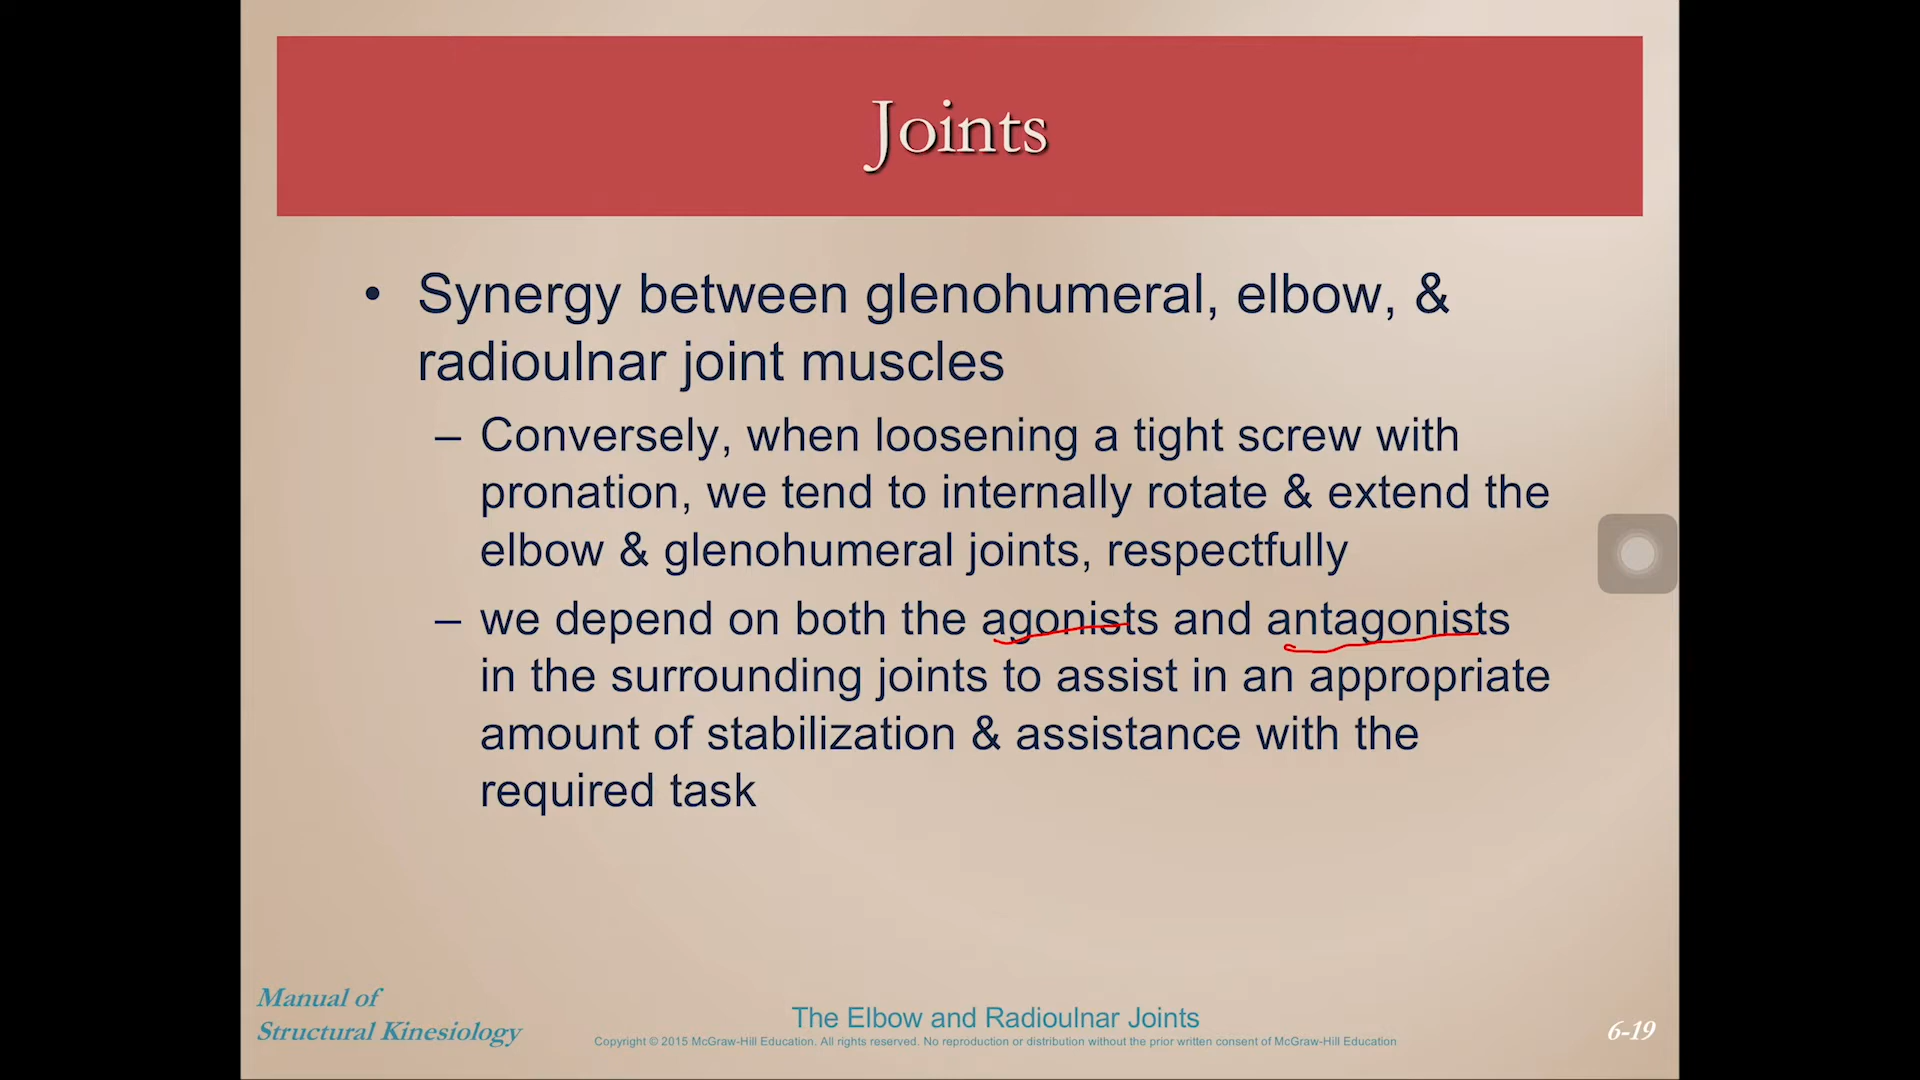 Joints
• Synergy between glenohumeral, elbow, &
radioulnar joint muscles
– Conversely, when loosening a tight screw with
pronation, we tend to internally rotate & extend the
elbow & glenohumeral joints, respectfully
– we depend on both the agonists and antagonists
in the surrounding joints to assist in an appropriate
amount of stabilization & assistance with the
required task
Manual of
Structural Kinesiology
The Elbow and Radioulnar Joints
Copyright © 2015 McGraw-Hill Education. All rights reserved. No reproduction or distribution without the prior written consent of McGraw-Hill Education
6-19